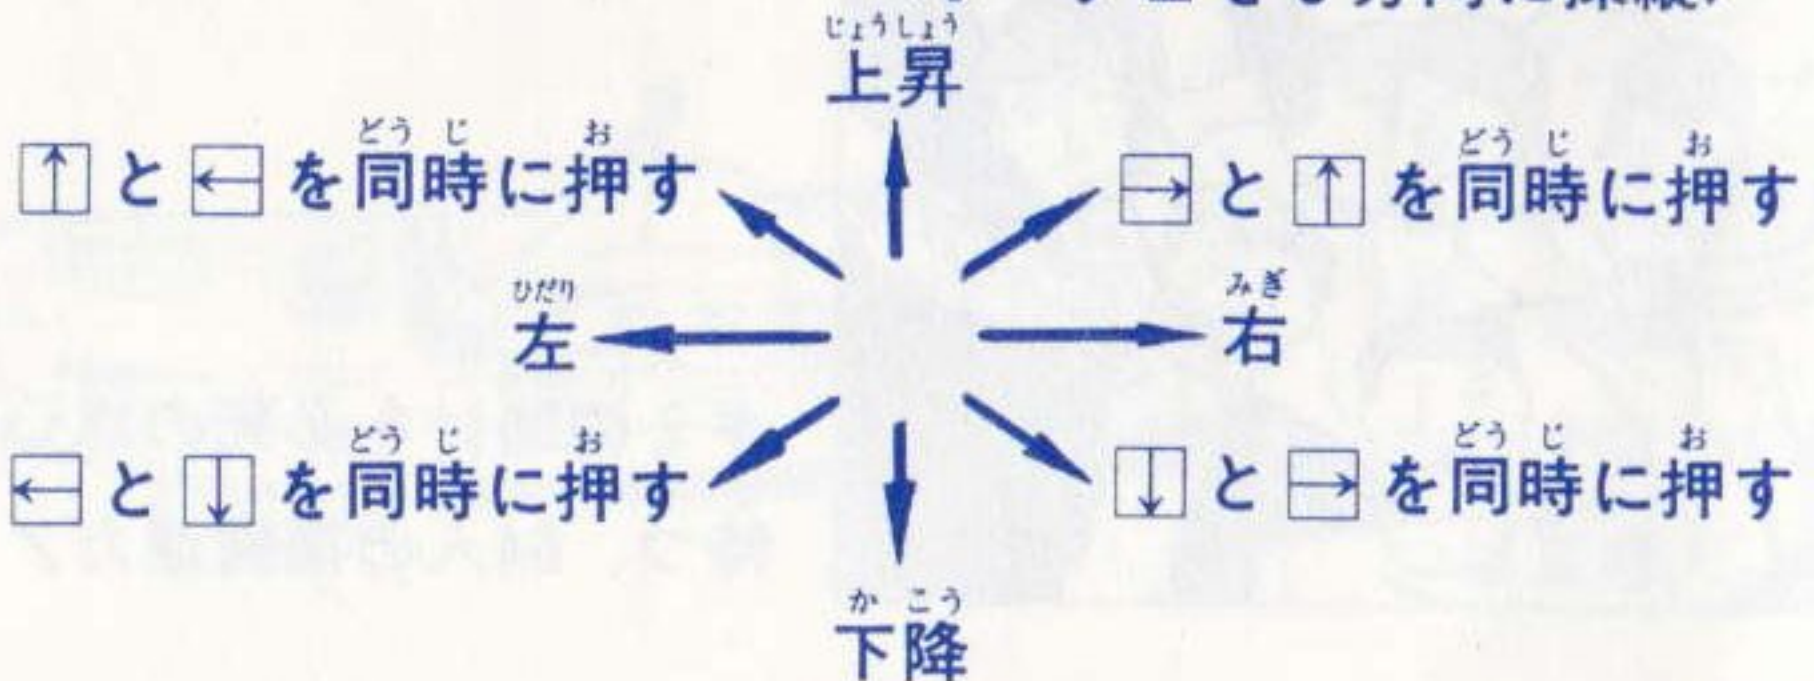 上昇
↑ と ← を同時に押す
→ と ↑ を同時に押す
左
右
← と ↓ を同時に押す
↓ と → を同時に押す
下降